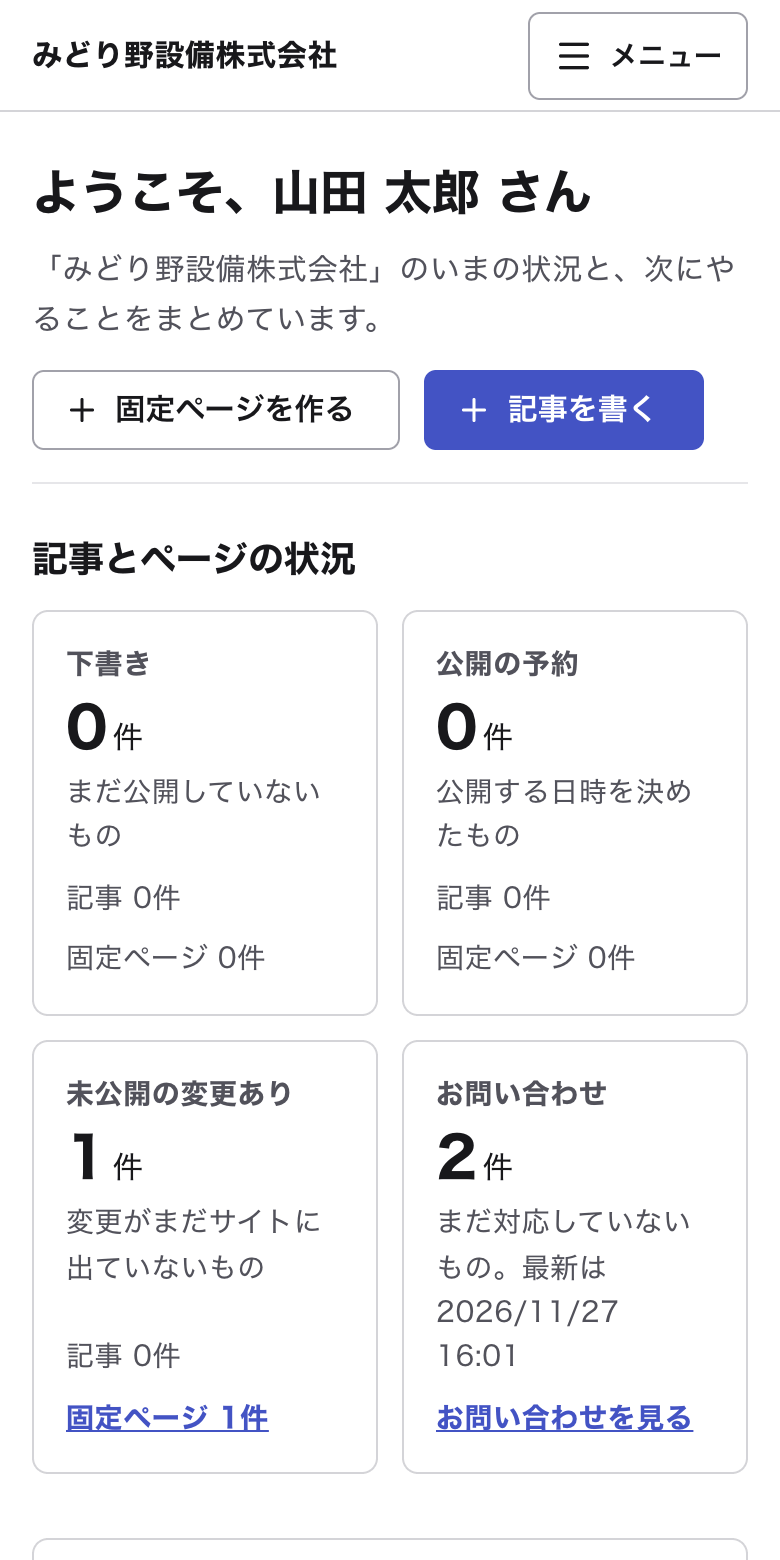 みどり野設備株式会社
メニュー
ようこそ、山田 太郎 さん
「みどり野設備株式会社」のいまの状況と、次にや
ることをまとめています。
固定ページを作る
記事を書く
記事とページの状況
下書き
0件
まだ公開していない
もの
記事 0件
固定ページ 0件
公開の予約
0件
公開する日時を決め
たもの
記事 0件
固定ページ 0件
未公開の変更あり
1件
変更がまだサイトに
出ていないもの
記事 0件
固定ページ 1件
お問い合わせ
2件
まだ対応していない
もの。最新は
2026/11/27
16:01
お問い合わせを見る